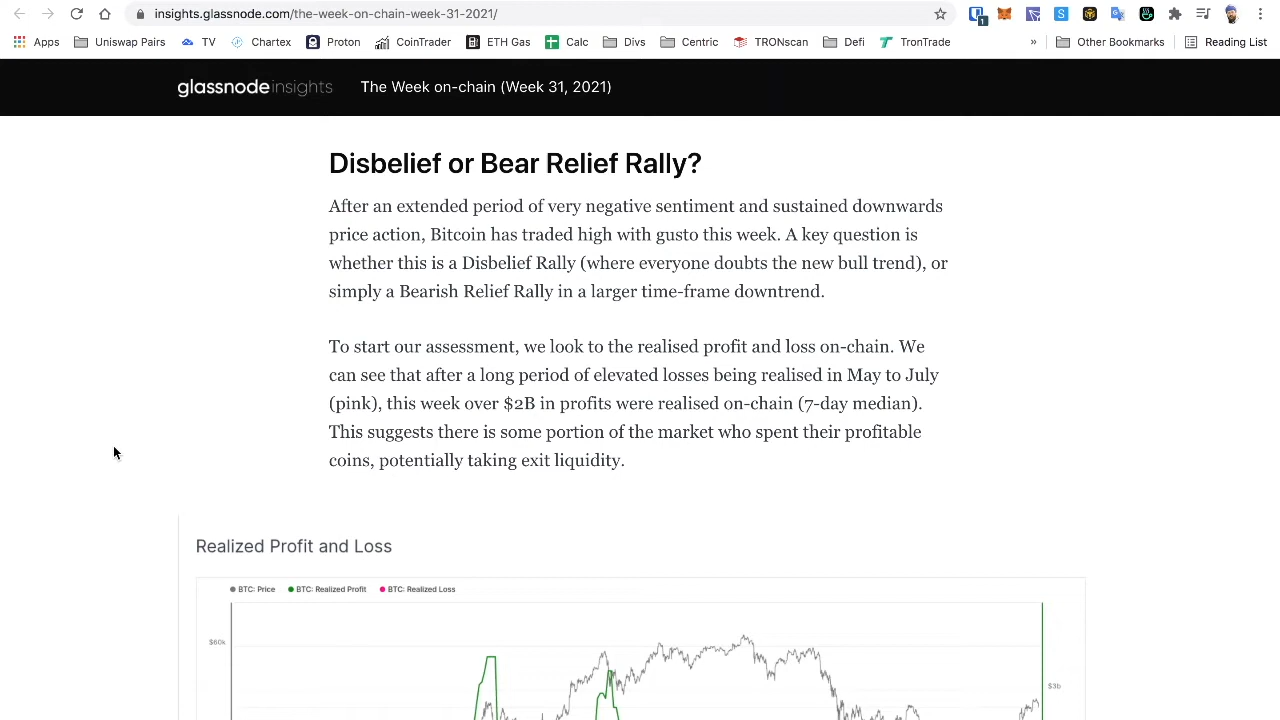 insights.glassnode.com/the-week-on-chain-week-31-2021/
1
Apps Uniswap Pairs TV Chartex Proton CoinTrader ETH Gas Calc Divs Centric TRONscan Defi TronTrade » Other Bookmarks Reading List
glassnodeinsights The Week on-chain (Week 31, 2021)
Disbelief or Bear Relief Rally?
After an extended period of very negative sentiment and sustained downwards
price action, Bitcoin has traded high with gusto this week. A key question is
whether this is a Disbelief Rally (where everyone doubts the new bull trend), or
simply a Bearish Relief Rally in a larger time-frame downtrend.
To start our assessment, we look to the realised profit and loss on-chain. We
can see that after a long period of elevated losses being realised in May to July
(pink), this week over $2B in profits were realised on-chain (7-day median).
This suggests there is some portion of the market who spent their profitable
coins, potentially taking exit liquidity.
Realized Profit and Loss
BTC: Price BTC: Realized Profit BTC: Realized Loss
$60k
$3b